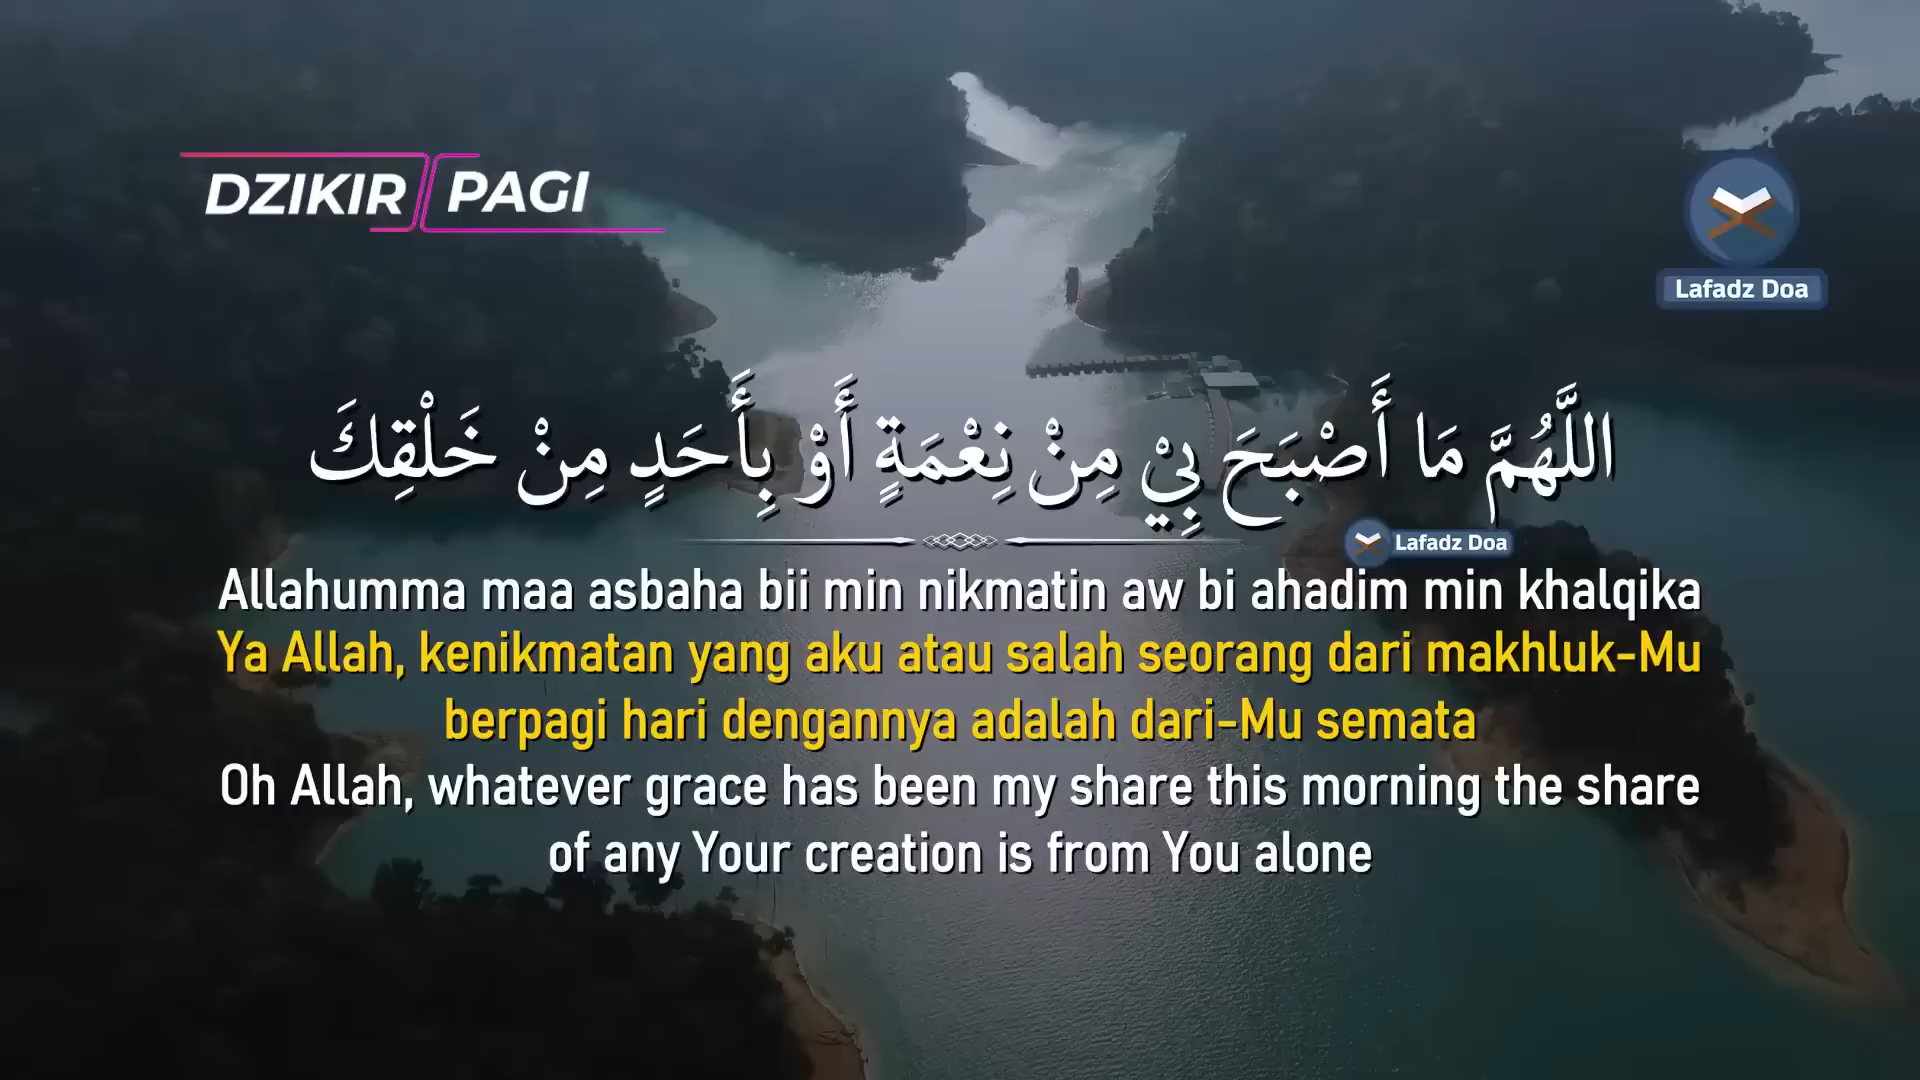 DZIKIR PAGI
Lafadz Doa
اللَّهُمَّ مَا أَصْبَحَ بِيْ مِنْ نِعْمَةٍ أَوْ بِأَحَدٍ مِنْ خَلْقِكَ
Lafadz Doa
Allahumma maa asbaha bii min nikmatin aw bi ahadim min khalqika
Ya Allah, kenikmatan yang aku atau salah seorang dari makhluk-Mu
berpagi hari dengannya adalah dari-Mu semata
Oh Allah, whatever grace has been my share this morning the share
of any Your creation is from You alone